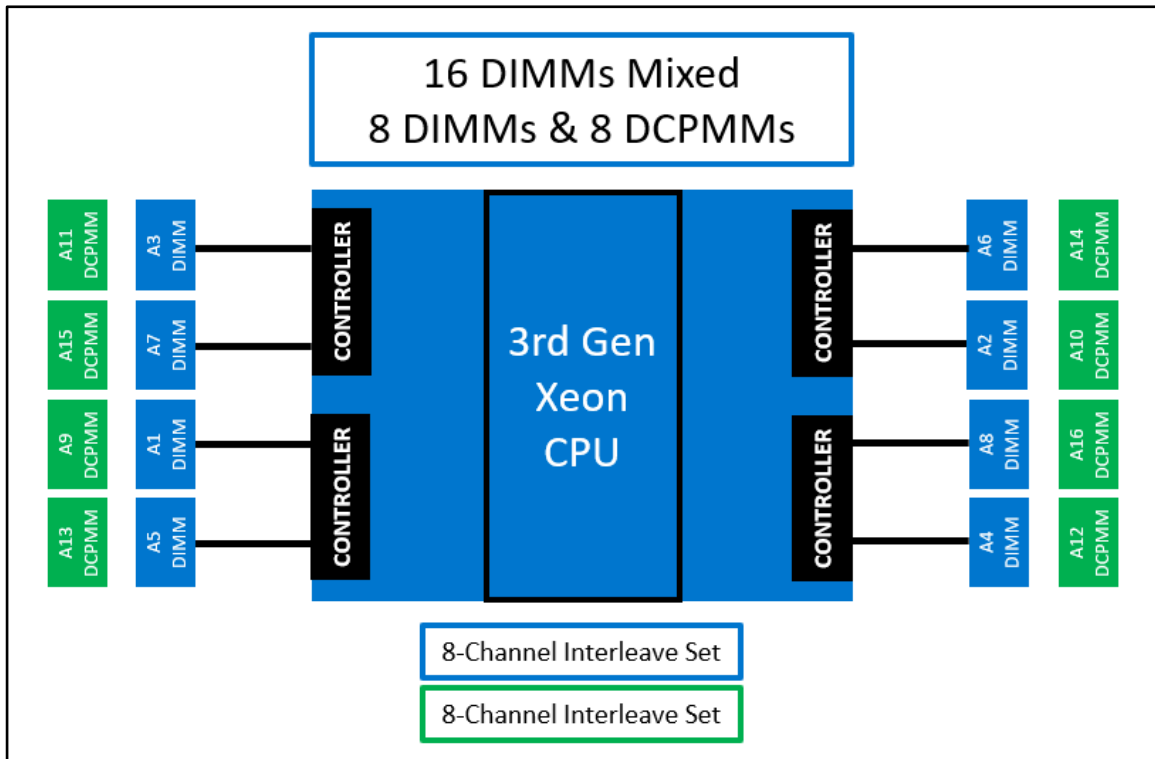 16 DIMMs Mixed
8 DIMMs & 8 DCPMMs
A11
DCPMM
A3
DIMM
CONTROLLER
A15
DCPMM
A7
DIMM
A9
DCPMM
A1
DIMM
CONTROLLER
A13
DCPMM
A5
DIMM
3rd Gen
Xeon
CPU
CONTROLLER
A6
DIMM
A14
DCPMM
A2
DIMM
A10
DCPMM
CONTROLLER
A8
DIMM
A16
DCPMM
A4
DIMM
A12
DCPMM
8-Channel Interleave Set
8-Channel Interleave Set